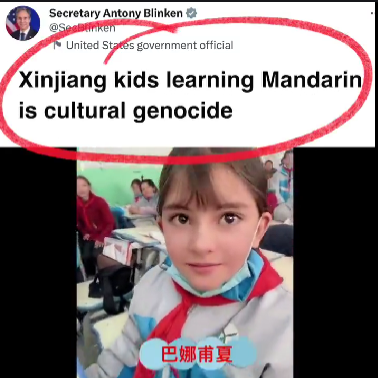 Secretary Antony Blinken
@SecBlinken
United States government official
Xinjiang kids learning Mandarin
is cultural genocide
巴娜甫夏